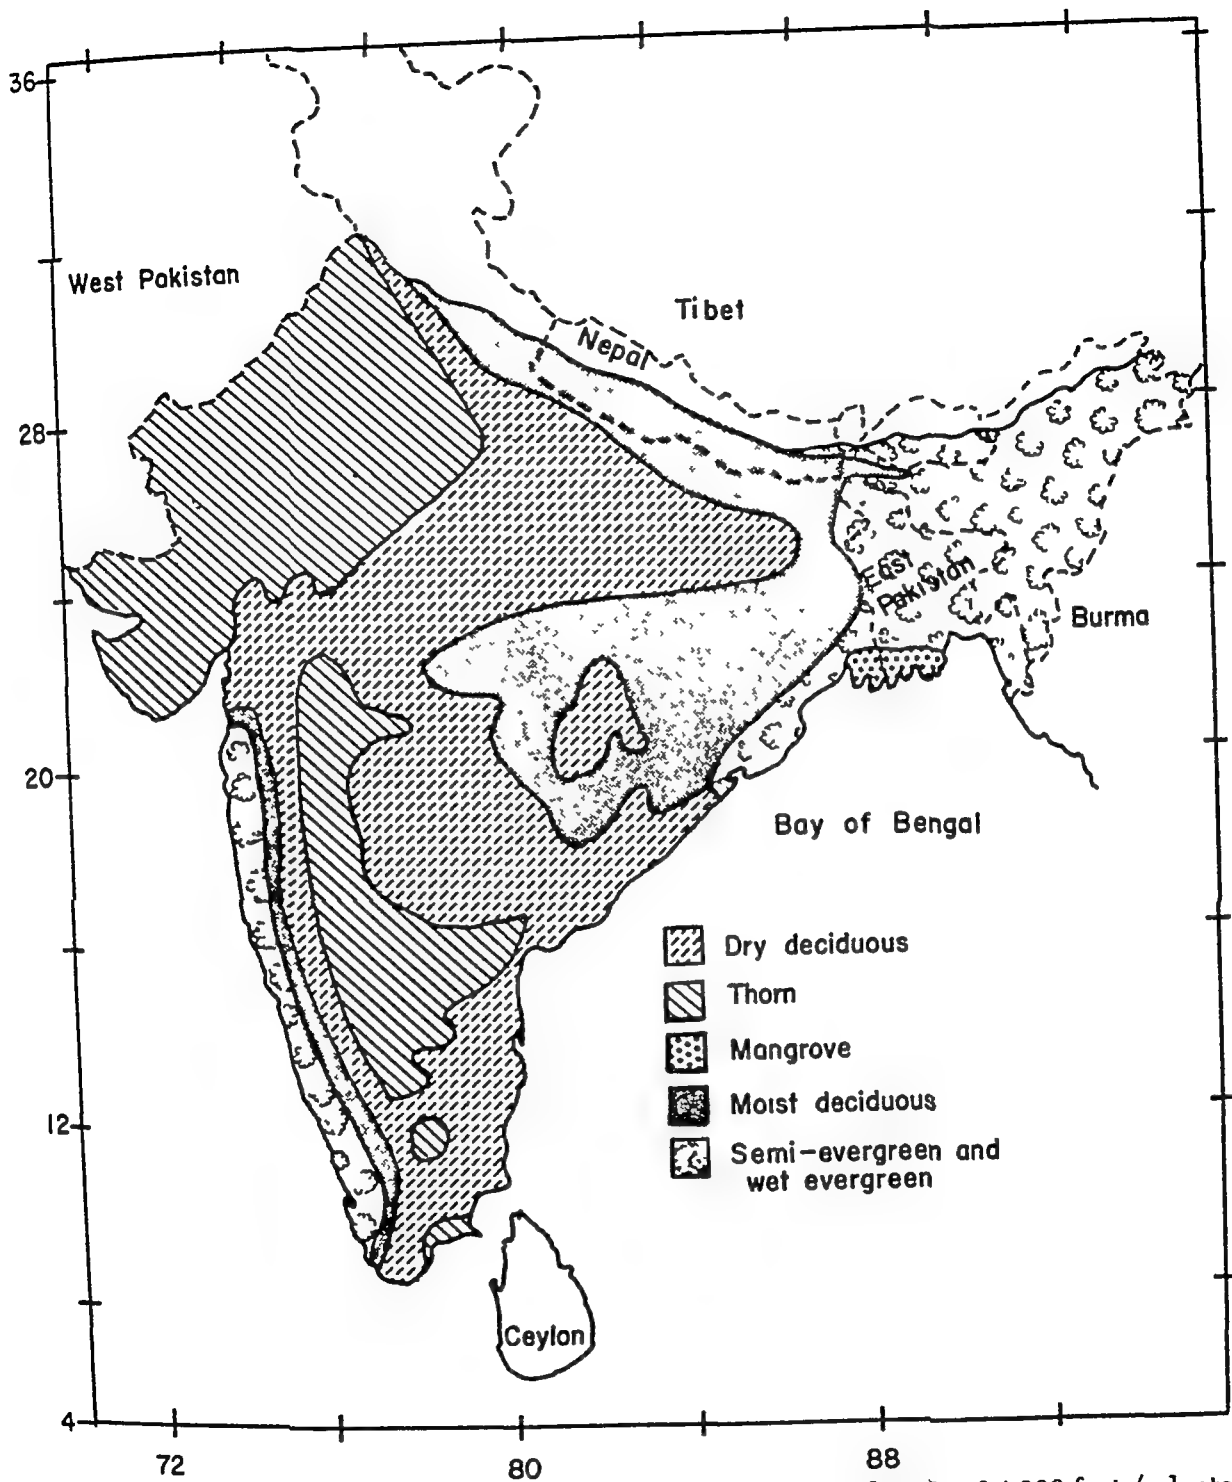 36
West Pakistan
Tibet
Nepal
28
East
Pakistan
Burma
20
Bay of Bengal
Dry deciduous
Thorn
Mangrove
12
Moist deciduous
Semi-evergreen and
wet evergreen
Ceylon
4
72
80
88